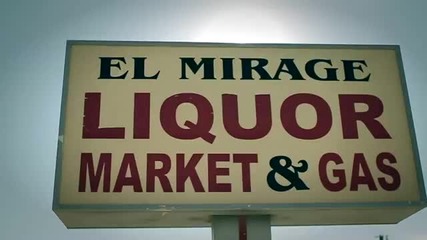 EL MIRAGE
LIQUOR
MARKET & GAS